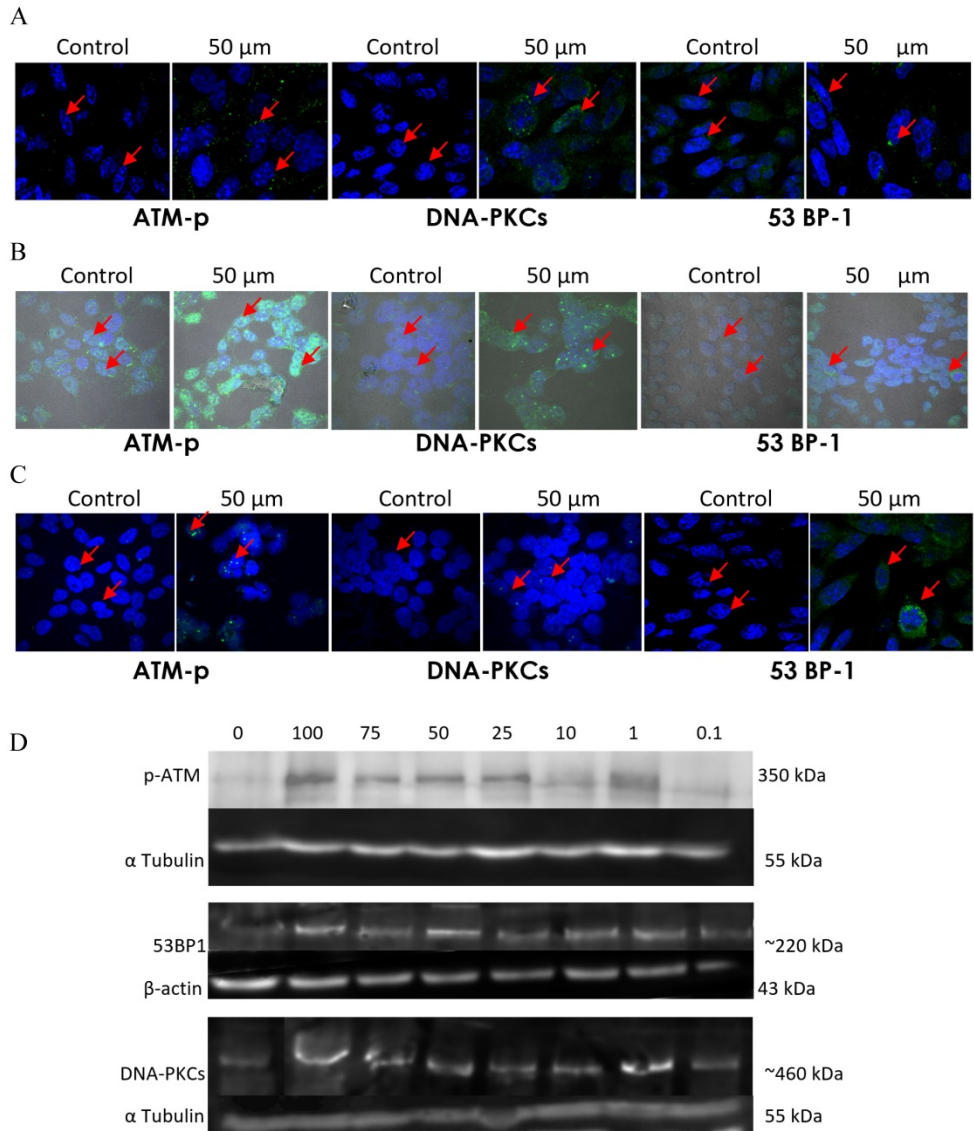 A
Control 50 µm Control 50 µm Control 50 µm
ATM-p DNA-PKCs 53 BP-1
B
Control 50 µm Control 50 µm Control 50 µm
ATM-p DNA-PKCs 53 BP-1
C
Control 50 µm Control 50 µm Control 50 µm
ATM-p DNA-PKCs 53 BP-1
D
0 100 75 50 25 10 1 0.1
p-ATM 350 kDa
α Tubulin 55 kDa
53BP1 ~220 kDa
β-actin 43 kDa
DNA-PKCs ~460 kDa
α Tubulin 55 kDa